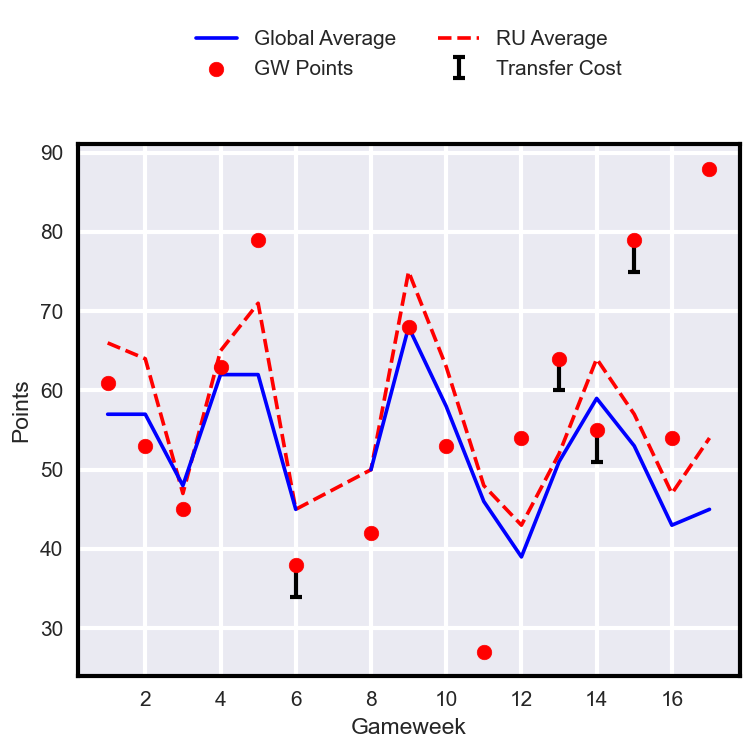 Global Average
RU Average
GW Points
Transfer Cost
90
80
70
60
50
40
30
Points
2 4 6 8 10 12 14 16
Gameweek